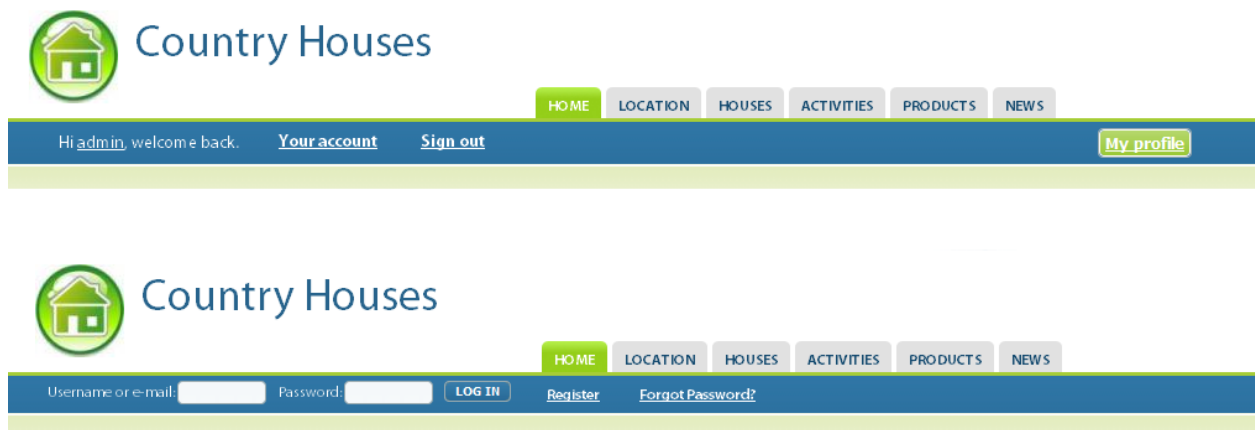 Country Houses
HOME LOCATION HOUSES ACTIVITIES PRODUCTS NEWS
Hi admin, welcome back. Your account Sign out My profile
Country Houses
HOME LOCATION HOUSES ACTIVITIES PRODUCTS NEWS
Username or e-mail: Password: LOG IN Register Forgot Password?